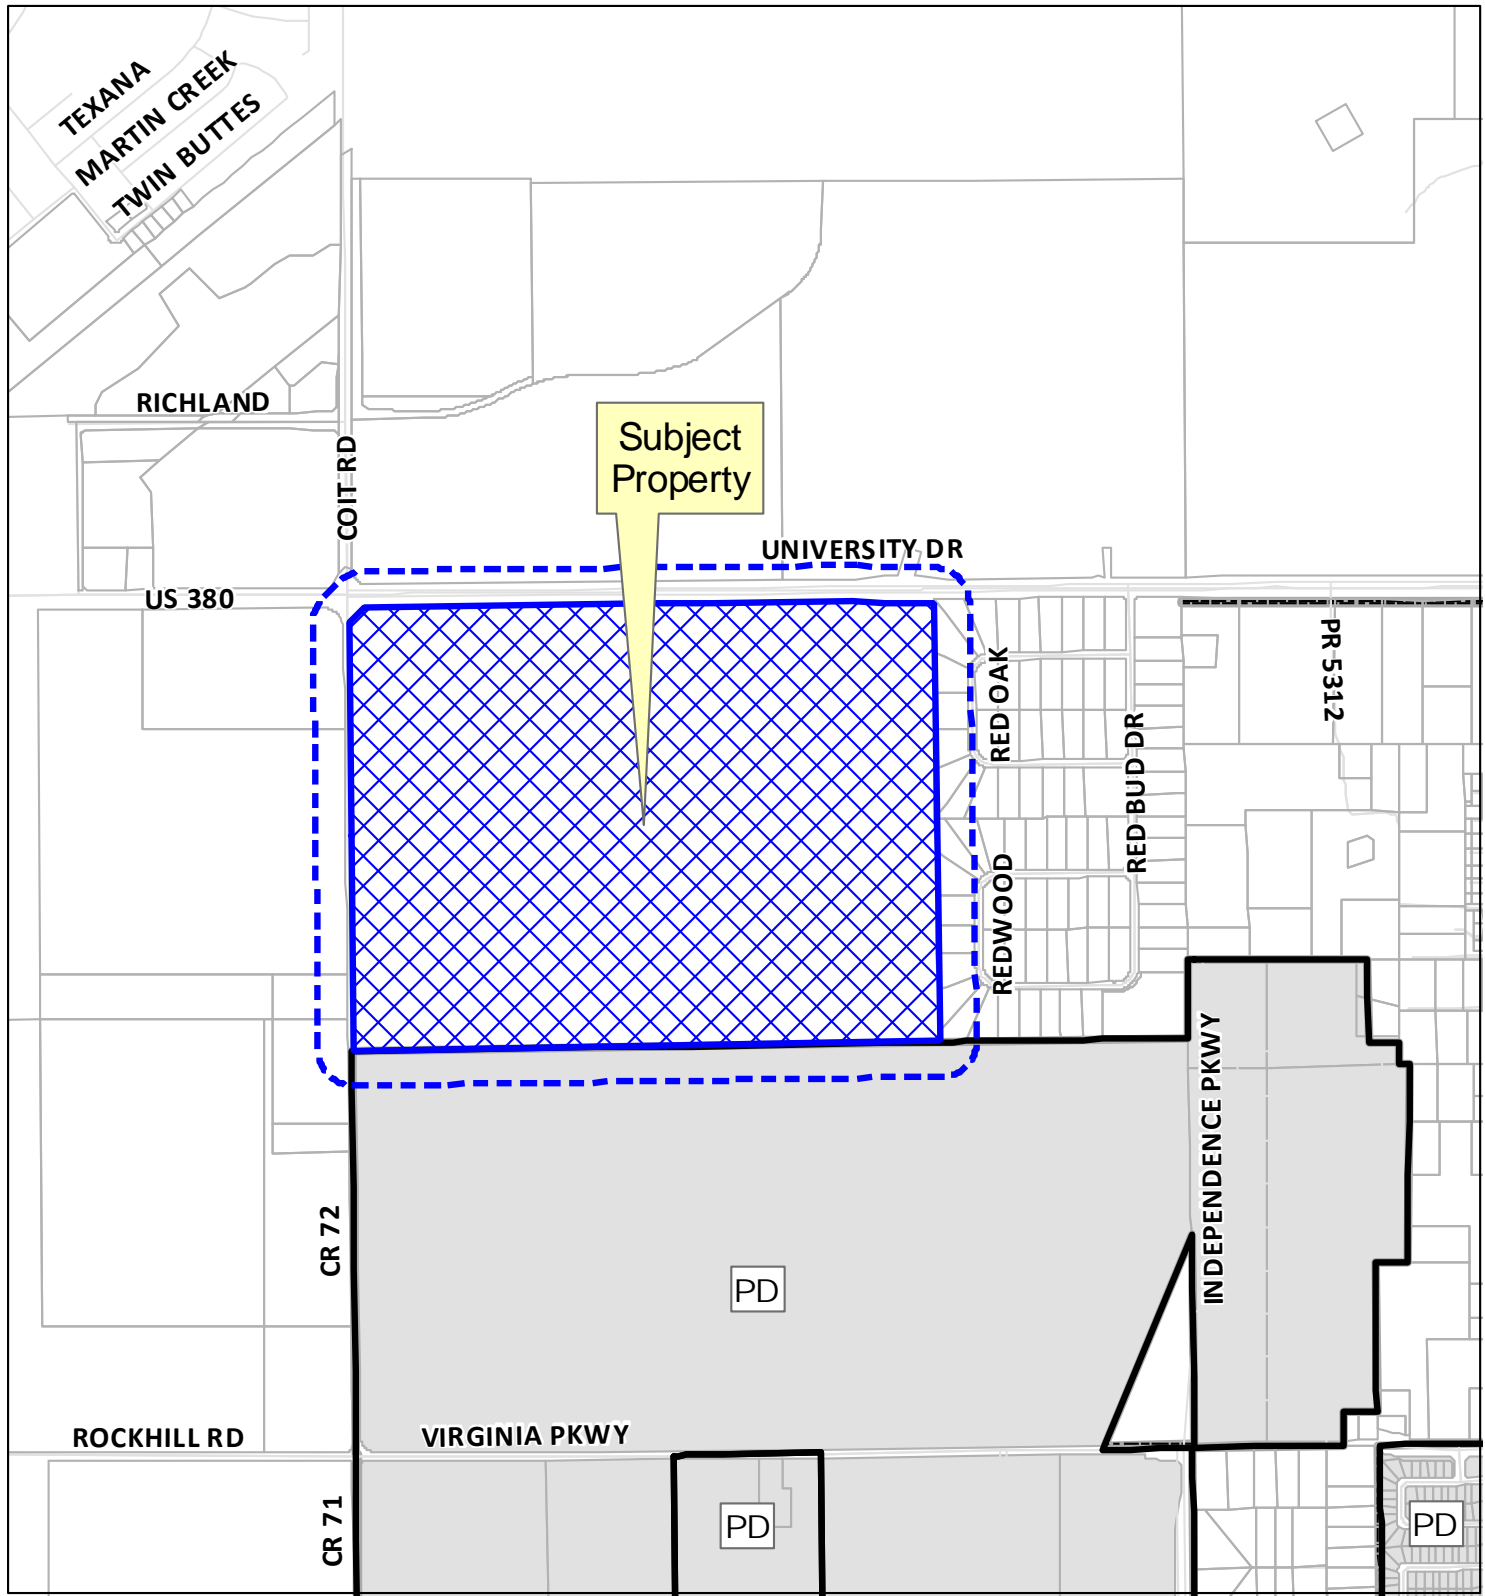 TEXANA
MARTIN CREEK
TWIN BUTTES
RICHLAND
COIT RD
Subject
Property
UNIVERSITY DR
US 380
RED OAK
PR 5312
RED BUD DR
REDWOOD
INDEPENDENCE PKWY
CR 72
PD
ROCKHILL RD
VIRGINIA PKWY
CR 71
PD
PD